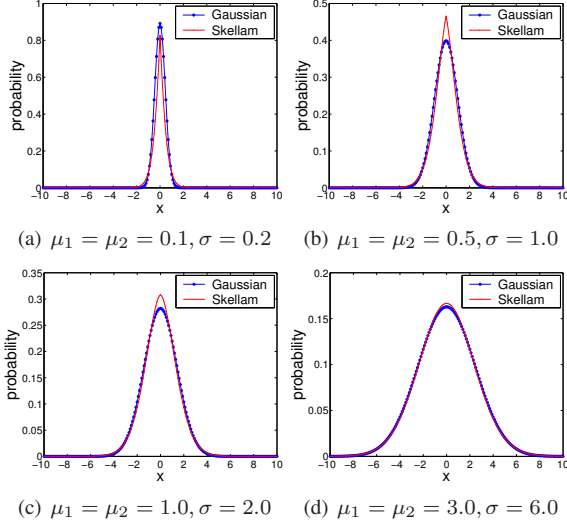 1
0.8
0.6
0.4
0.2
0
probability
Gaussian
Skellam
−10 −8 −6 −4 −2 0 2 4 6 8 10
x
(a) μ1 = μ2 = 0.1, σ = 0.2
0.5
0.4
0.3
0.2
0.1
0
probability
Gaussian
Skellam
−10 −8 −6 −4 −2 0 2 4 6 8 10
x
(b) μ1 = μ2 = 0.5, σ = 1.0
0.35
0.3
0.25
0.2
0.15
0.1
0.05
0
probability
Gaussian
Skellam
−10 −8 −6 −4 −2 0 2 4 6 8 10
x
(c) μ1 = μ2 = 1.0, σ = 2.0
0.2
0.15
0.1
0.05
0
probability
Gaussian
Skellam
−10 −8 −6 −4 −2 0 2 4 6 8 10
x
(d) μ1 = μ2 = 3.0, σ = 6.0